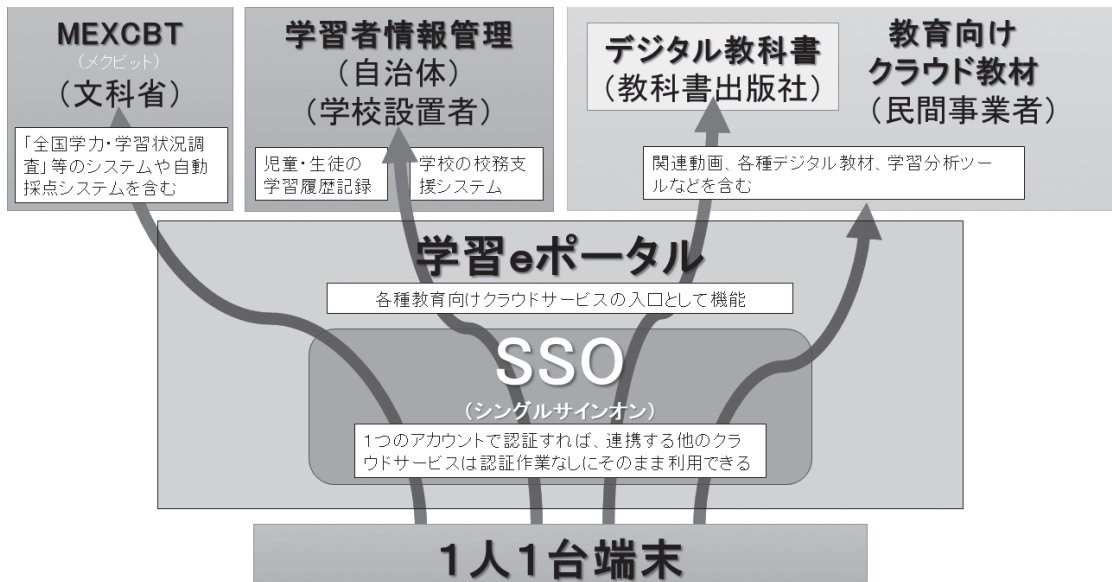 MEXCBT
(メクビット)
(文科省)
「全国学力・学習状況調
査」等のシステムや自動
採点システムを含む
学習者情報管理
(自治体)
(学校設置者)
児童・生徒の
学習履歴記録
学校の校務支
援システム
デジタル教科書
(教科書出版社)
教育向け
クラウド教材
(民間事業者)
関連動画、各種デジタル教材、学習分析ツー
ルなどを含む
学習eポータル
各種教育向けクラウドサービスの入口として機能
SSO
(シングルサインオン)
1つのアカウントで認証すれば、連携する他のクラ
ウドサービスは認証作業なしにそのまま利用できる
1人1台端末